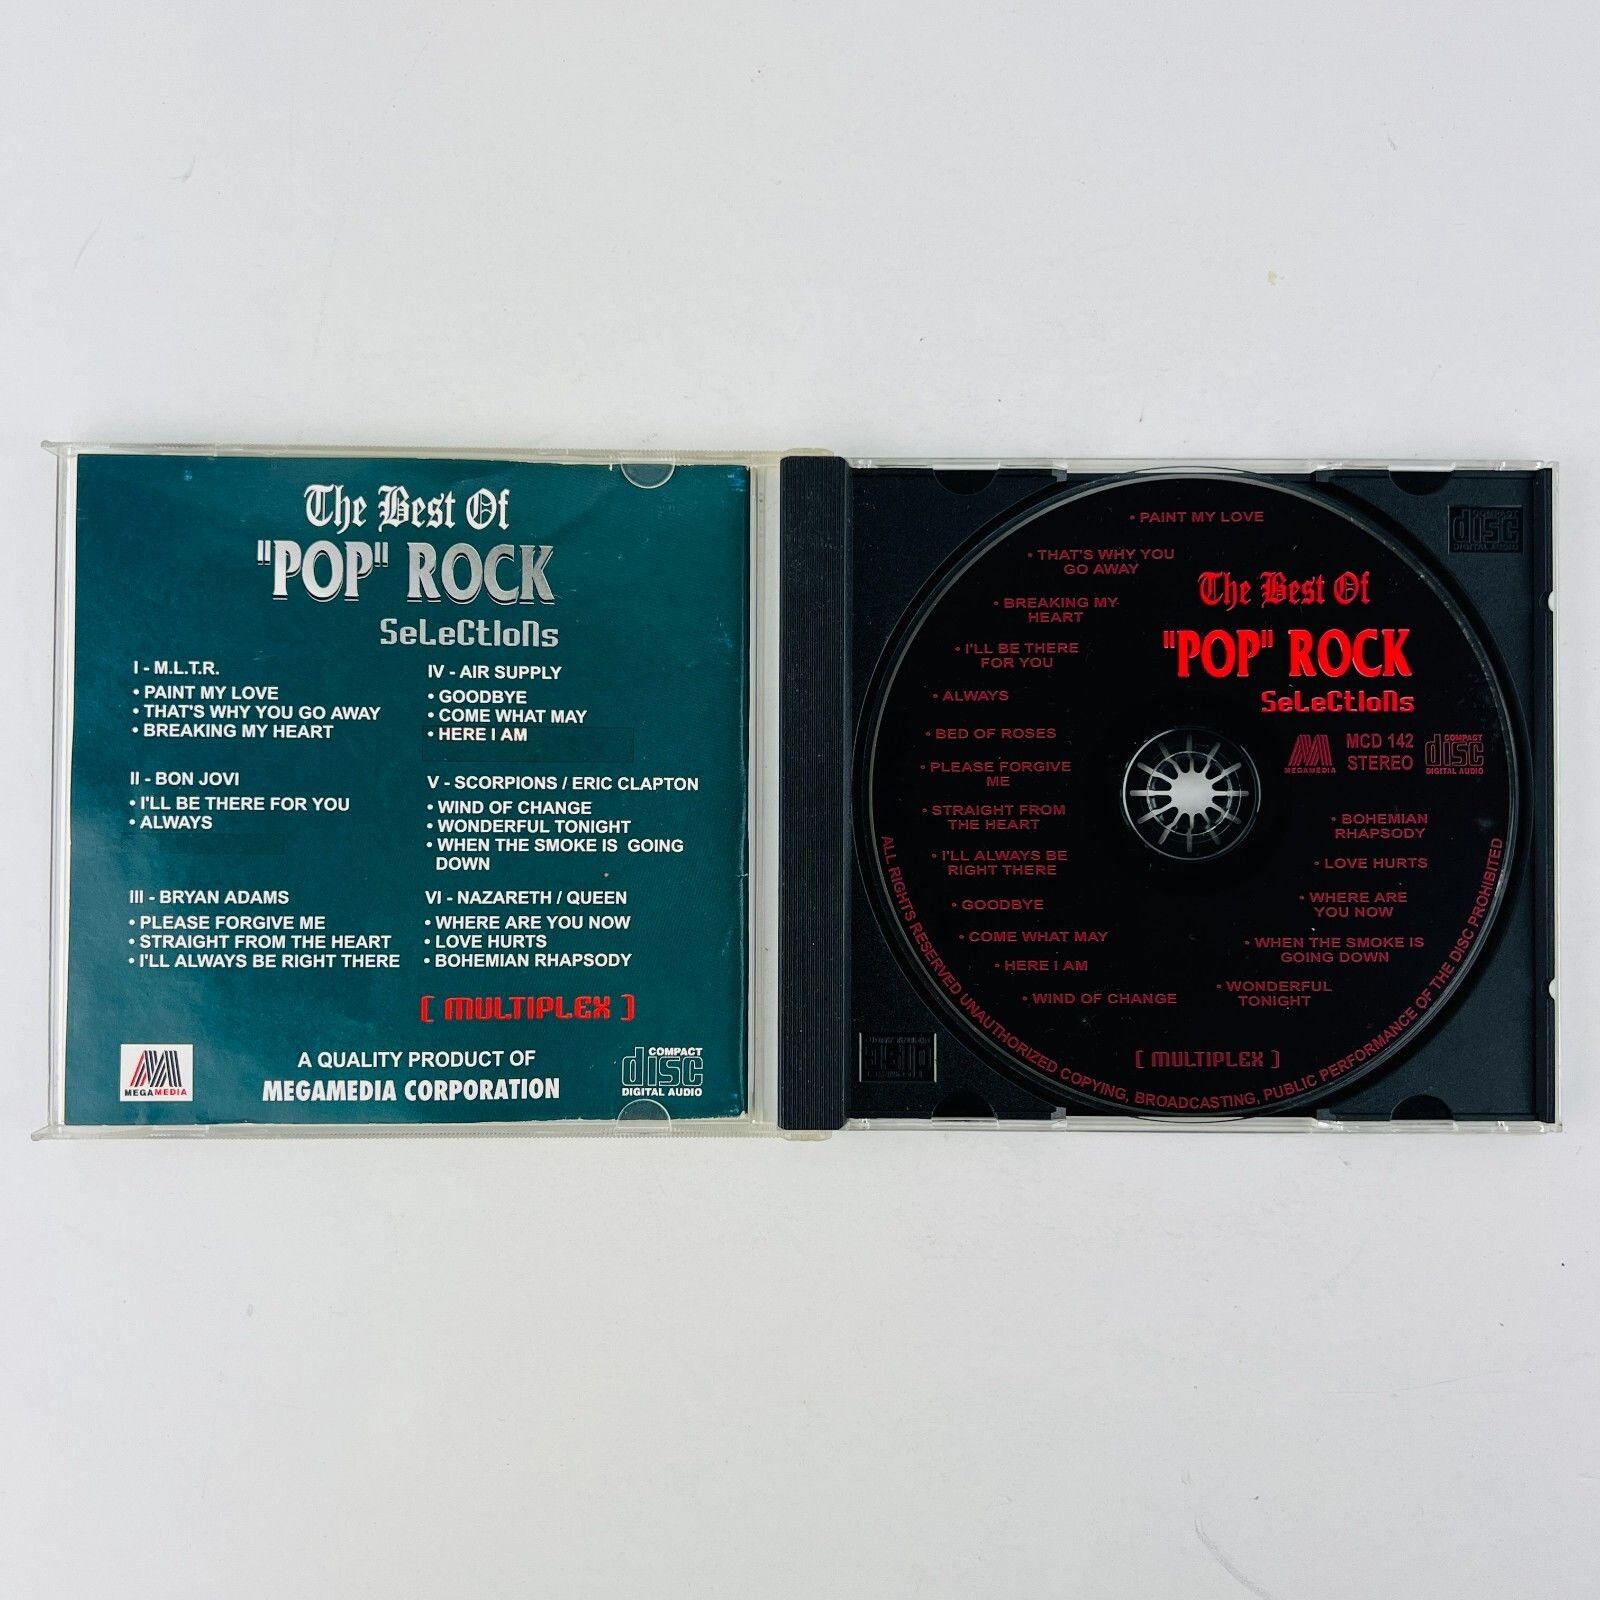 The Best Of
"POP" ROCK
SeLeCtIoNs
I - M.L.T.R.
• PAINT MY LOVE
• THAT'S WHY YOU GO AWAY
• BREAKING MY HEART
II - BON JOVI
• I'LL BE THERE FOR YOU
• ALWAYS
III - BRYAN ADAMS
• PLEASE FORGIVE ME
• STRAIGHT FROM THE HEART
• I'LL ALWAYS BE RIGHT THERE
IV - AIR SUPPLY
• GOODBYE
• COME WHAT MAY
• HERE I AM
V - SCORPIONS / ERIC CLAPTON
• WIND OF CHANGE
• WONDERFUL TONIGHT
• WHEN THE SMOKE IS GOING
DOWN
VI - NAZARETH / QUEEN
• WHERE ARE YOU NOW
• LOVE HURTS
• BOHEMIAN RHAPSODY
[ MULTIPLEX ]
MEGAMEDIA
A QUALITY PRODUCT OF
MEGAMEDIA CORPORATION
COMPACT
disc
DIGITAL AUDIO
• PAINT MY LOVE
• THAT'S WHY YOU
GO AWAY
• BREAKING MY
HEART
• I'LL BE THERE
FOR YOU
• ALWAYS
• BED OF ROSES
• PLEASE FORGIVE
ME
• STRAIGHT FROM
THE HEART
• I'LL ALWAYS BE
RIGHT THERE
• GOODBYE
• COME WHAT MAY
• HERE I AM
• WIND OF CHANGE
The Best Of
"POP" ROCK
SeLeCtIoNs
MEGAMEDIA
MCD 142
STEREO
COMPACT
disc
DIGITAL AUDIO
• BOHEMIAN
RHAPSODY
• LOVE HURTS
• WHERE ARE
YOU NOW
• WHEN THE SMOKE IS
GOING DOWN
• WONDERFUL
TONIGHT
[ MULTIPLEX ]
ALL RIGHTS RESERVED UNAUTHORIZED COPYING, BROADCASTING, PUBLIC PERFORMANCE OF THE DISC PROHIBITED
COMPACT
disc
DIGITAL AUDIO
COMPACT
disc
DIGITAL AUDIO